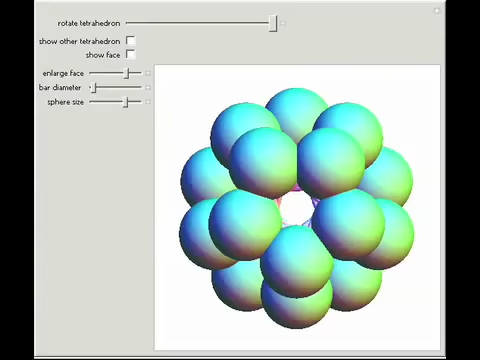 rotate tetrahedron
show other tetrahedron
show face
enlarge face
bar diameter
sphere size